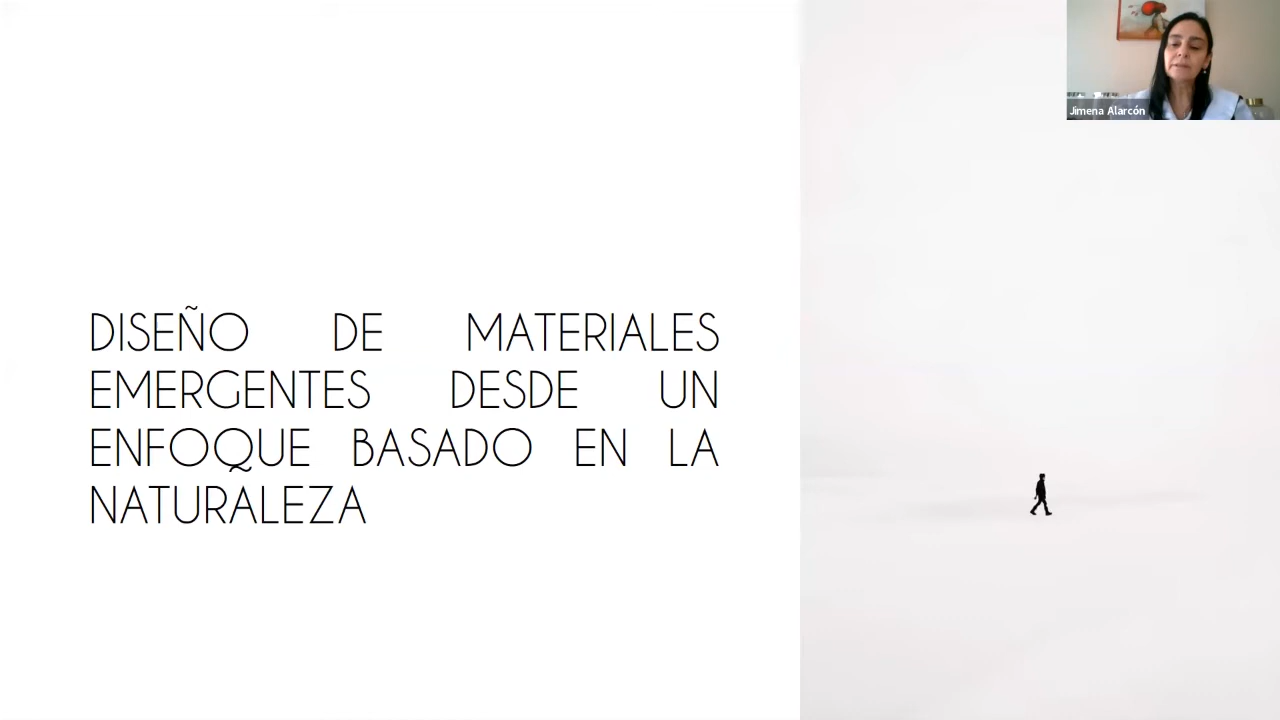 Jimena Alarcón
DISEÑO DE MATERIALES
EMERGENTES DESDE UN
ENFOQUE BASADO EN LA
NATURALEZA